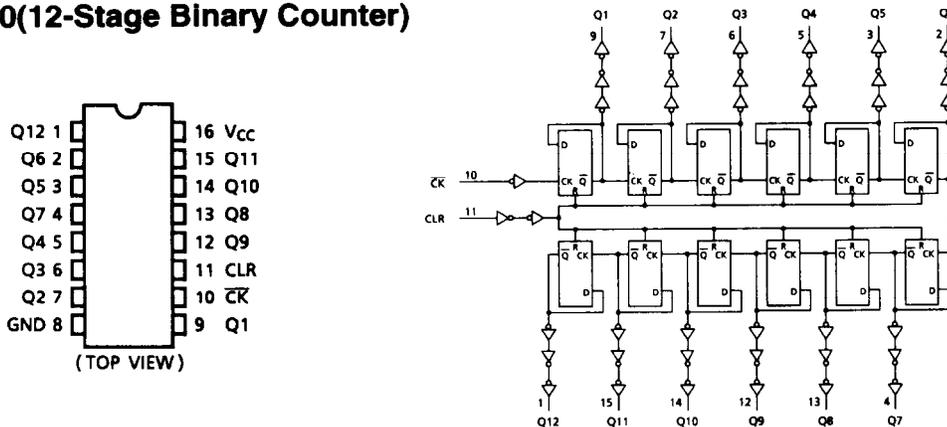 0(12-Stage Binary Counter)
Q12 1
Q6 2
Q5 3
Q7 4
Q4 5
Q3 6
Q2 7
GND 8
16 VCC
15 Q11
14 Q10
13 Q8
12 Q9
11 CLR
10 C̅K̅
9 Q1
(TOP VIEW)
Q1 Q2 Q3 Q4 Q5 Q
9 7 6 5 3 2
D D D D D D
C̅K̅ 10 CK Q̅ CK Q̅ CK Q̅ CK Q̅ CK Q̅ CK Q̅
R R R R R R
CLR 11
R R R R R R
Q̅ CK Q̅ CK Q̅ CK Q̅ CK Q̅ CK Q̅ CK
D D D D D D
1 15 14 12 13 4
Q12 Q11 Q10 Q9 Q8 Q7